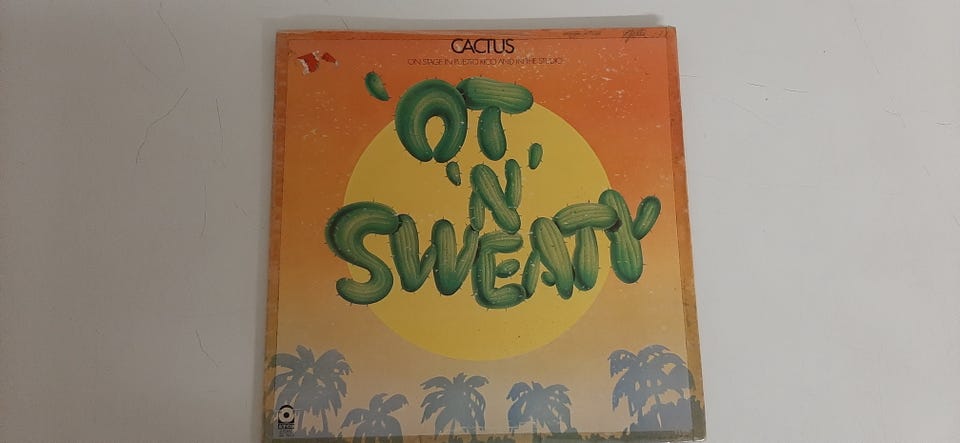 CACTUS
ON STAGE IN PUERTO RICO AND IN THE STUDIO
'OT
'N'
SWEATY